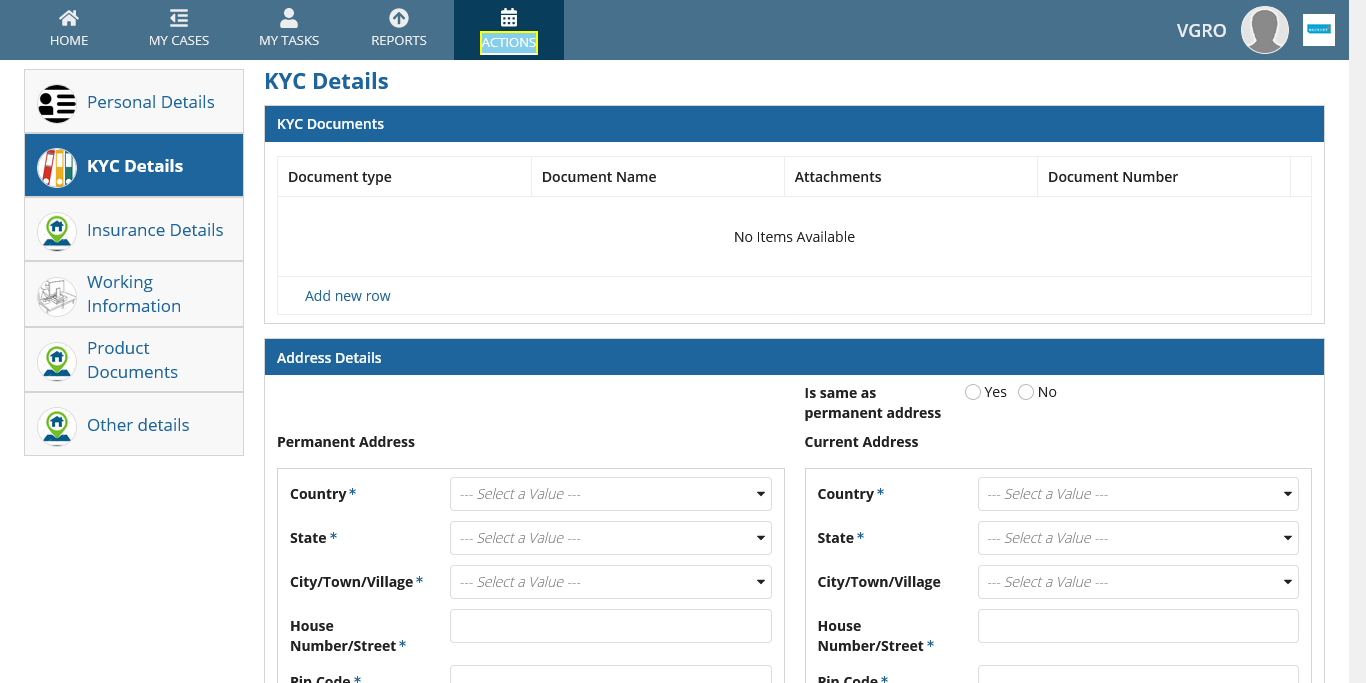 HOME
MY CASES
MY TASKS
REPORTS
ACTIONS
VGRO
Personal Details
KYC Details
Insurance Details
Working
Information
Product
Documents
Other details
KYC Details
KYC Documents
Document type Document Name Attachments Document Number
No Items Available
Add new row
Address Details
Is same as
permanent address
Yes No
Permanent Address
Current Address
Country * --- Select a Value ---
State * --- Select a Value ---
City/Town/Village * --- Select a Value ---
House
Number/Street *
Pin Code *
Country * --- Select a Value ---
State * --- Select a Value ---
City/Town/Village --- Select a Value ---
House
Number/Street *
Pin Code *